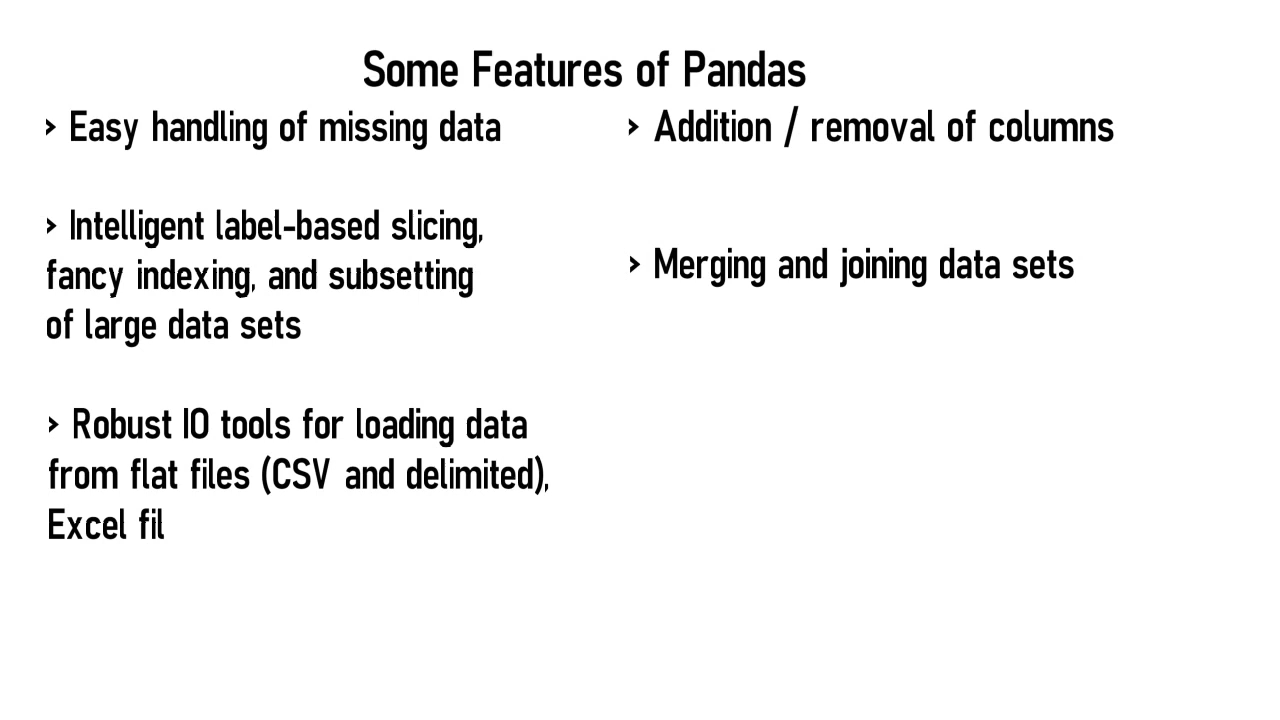 Some Features of Pandas
> Easy handling of missing data
> Intelligent label-based slicing,
fancy indexing, and subsetting
of large data sets
> Robust IO tools for loading data
from flat files (CSV and delimited),
Excel fil
> Addition / removal of columns
> Merging and joining data sets